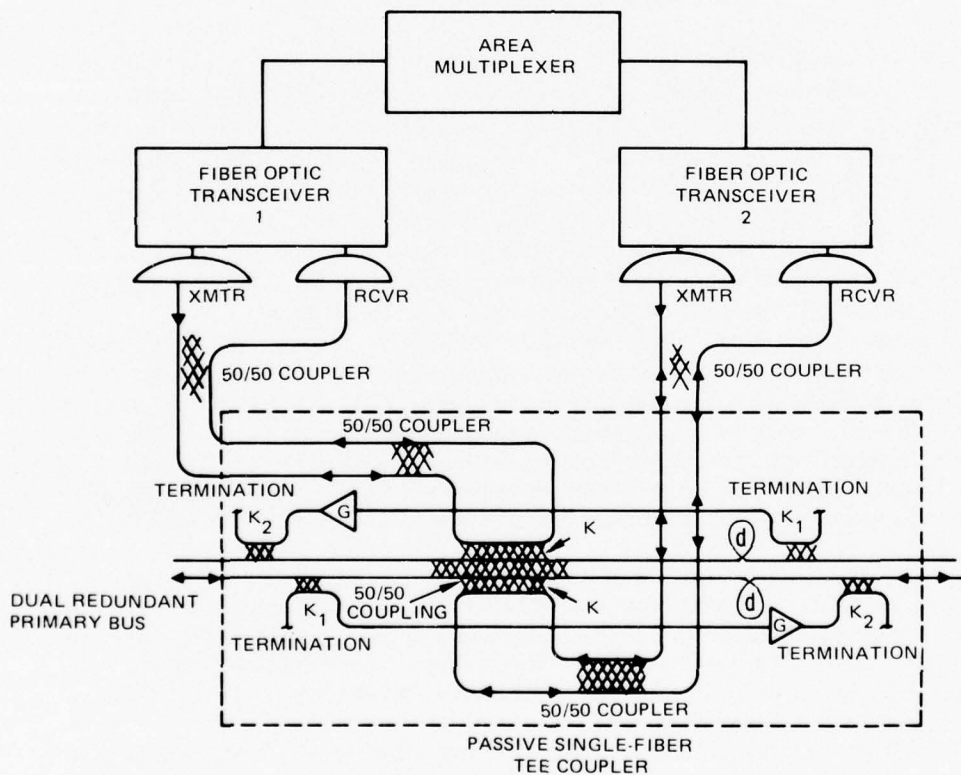 AREA
MULTIPLEXER
FIBER OPTIC
TRANSCEIVER
1
FIBER OPTIC
TRANSCEIVER
2
XMTR
RCVR
XMTR
RCVR
50/50 COUPLER
50/50 COUPLER
50/50 COUPLER
TERMINATION
TERMINATION
K2
G
K
K1
d
50/50
COUPLING
K
d
DUAL REDUNDANT
PRIMARY BUS
K1
K2
G
TERMINATION
TERMINATION
50/50 COUPLER
PASSIVE SINGLE-FIBER
TEE COUPLER